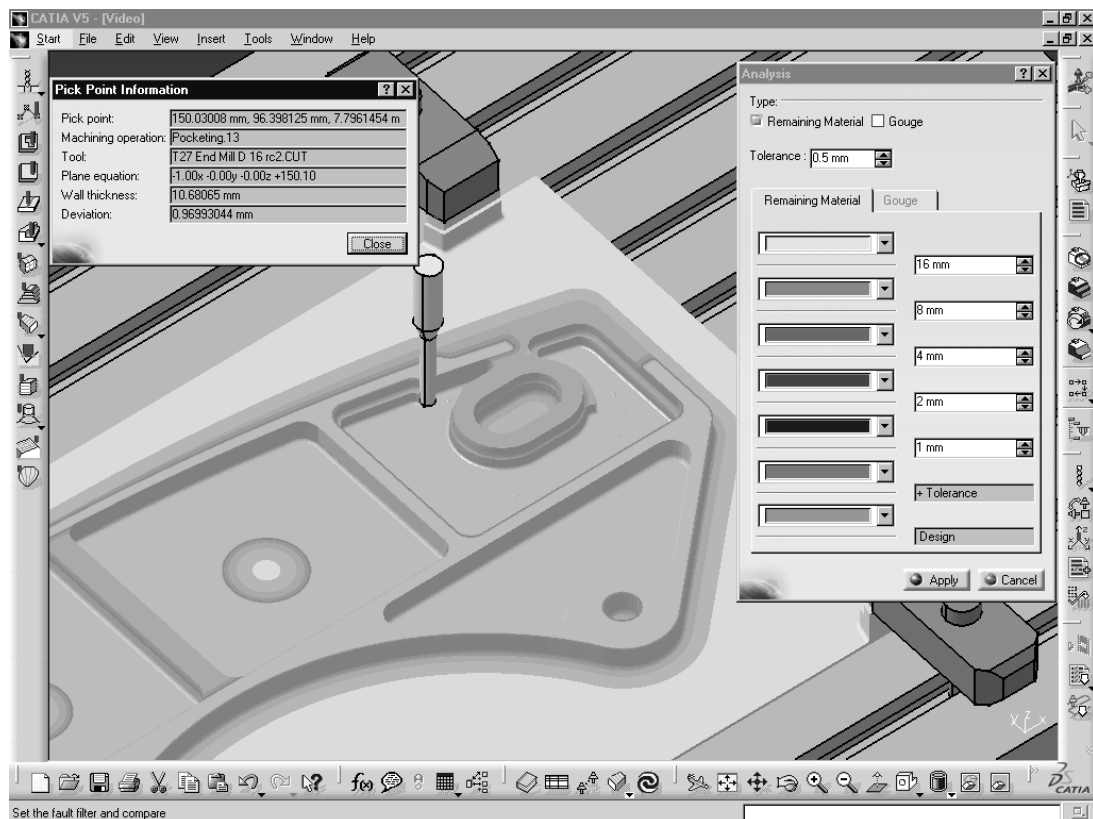 CATIA V5 - [Video]
Start File Edit View Insert Tools Window Help
Pick Point Information
Pick point: 150.03008 mm, 96.398125 mm, 7.7961454 m
Machining operation: Pocketing.13
Tool: T27 End Mill D 16 rc2.CUT
Plane equation: -1.00x -0.00y -0.00z +150.10
Wall thickness: 10.68065 mm
Deviation: 0.96993044 mm
Close
Analysis
Type:
Remaining Material Gouge
Tolerance : 0.5 mm
Remaining Material Gouge
16 mm
8 mm
4 mm
2 mm
1 mm
+ Tolerance
Design
Apply Cancel
f(x)
DS CATIA
Set the fault filter and compare